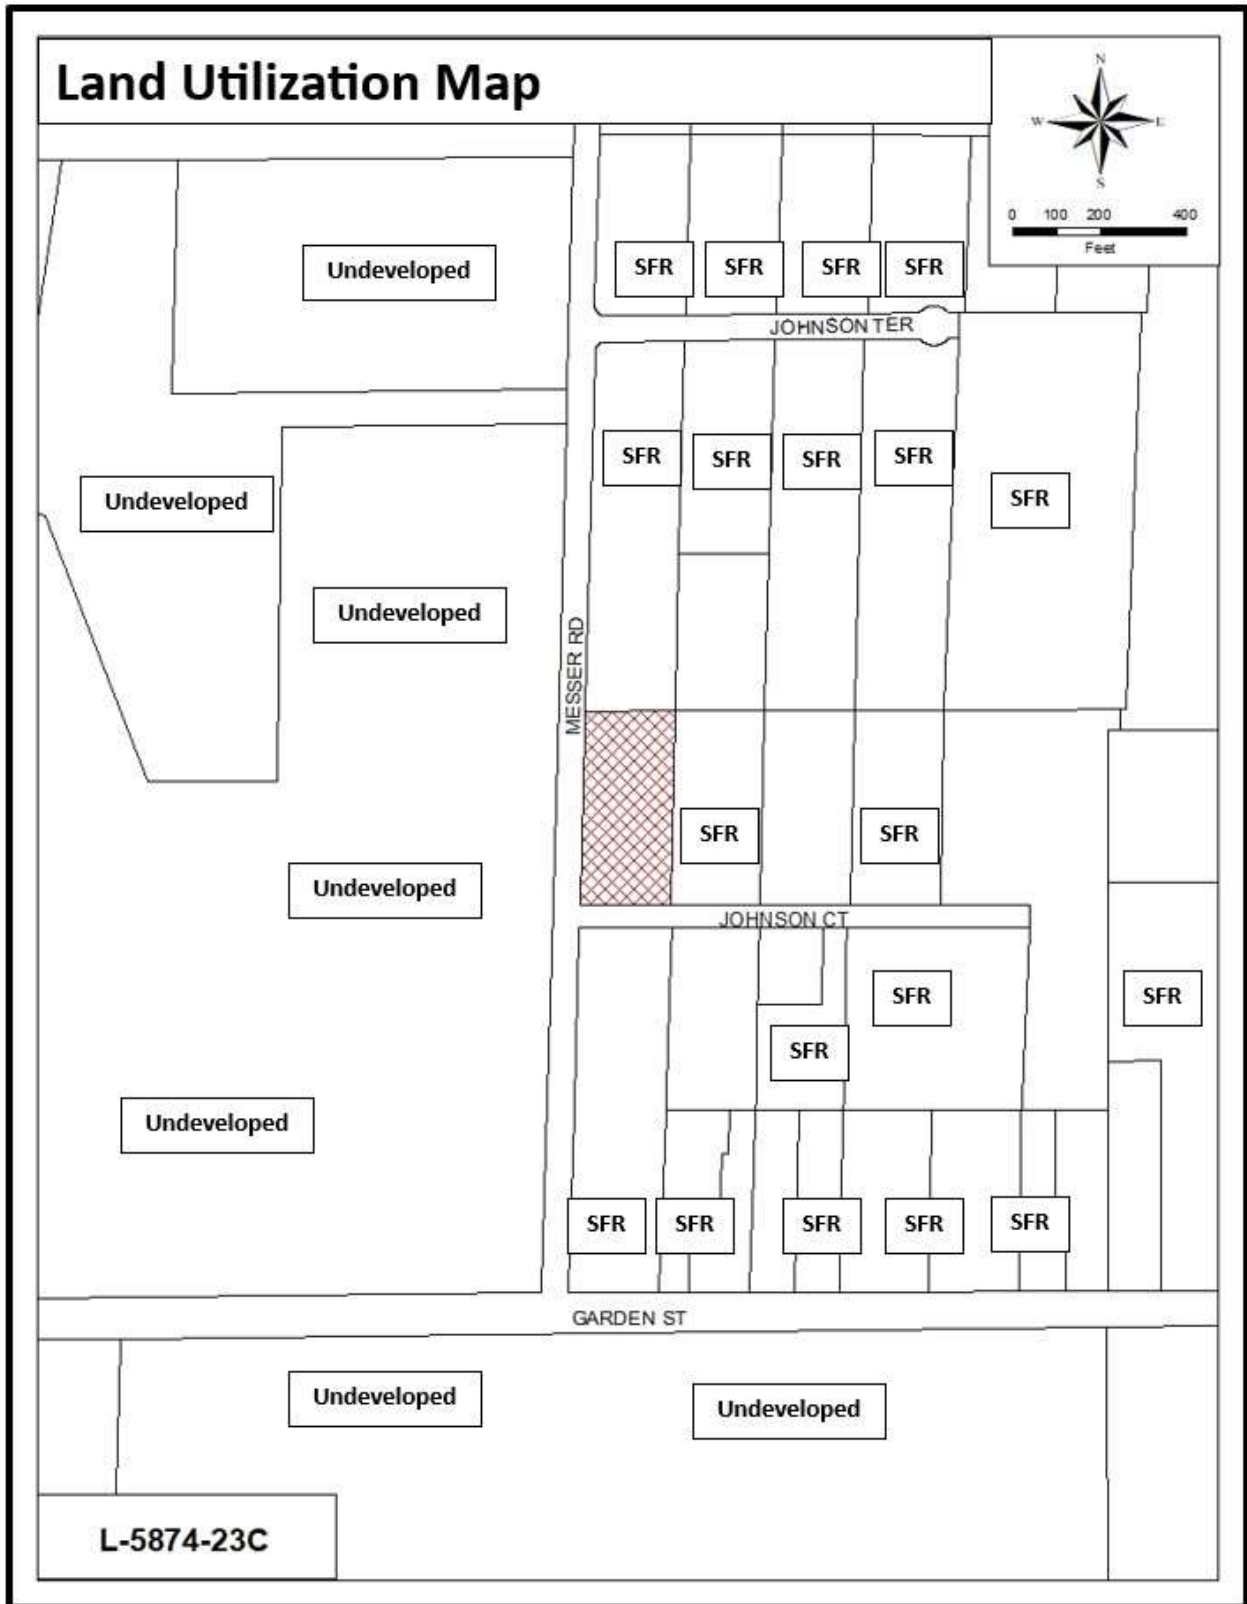 Land Utilization Map
N
W
E
S
0 100 200 400
Feet
Undeveloped
SFR
SFR
SFR
SFR
JOHNSON TER
SFR
SFR
SFR
SFR
SFR
Undeveloped
Undeveloped
MESSER RD
SFR
SFR
Undeveloped
JOHNSON CT
SFR
SFR
SFR
Undeveloped
SFR
SFR
SFR
SFR
SFR
GARDEN ST
Undeveloped
Undeveloped
L-5874-23C